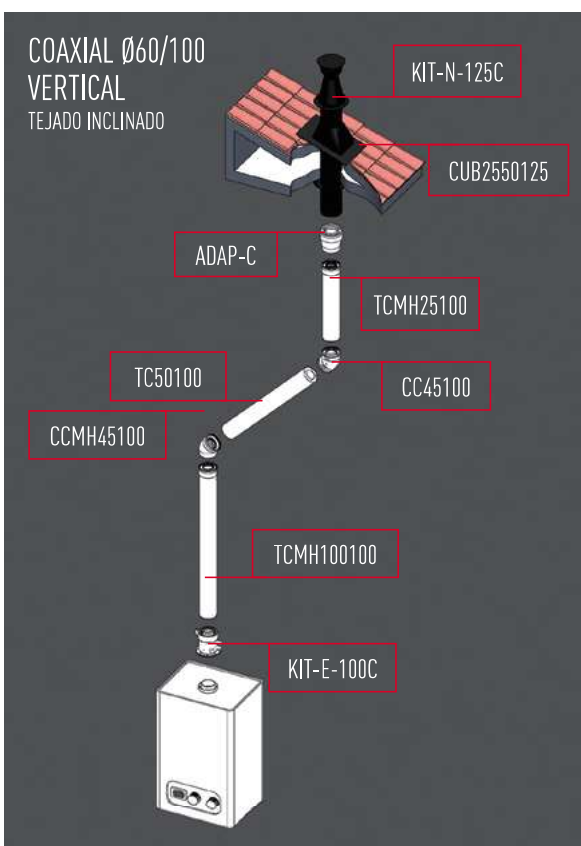 COAXIAL Ø60/100
VERTICAL
TEJADO INCLINADO
KIT-N-125C
CUB2550125
ADAP-C
TCMH25100
TC50100
CC45100
CCMH45100
TCMH100100
KIT-E-100C